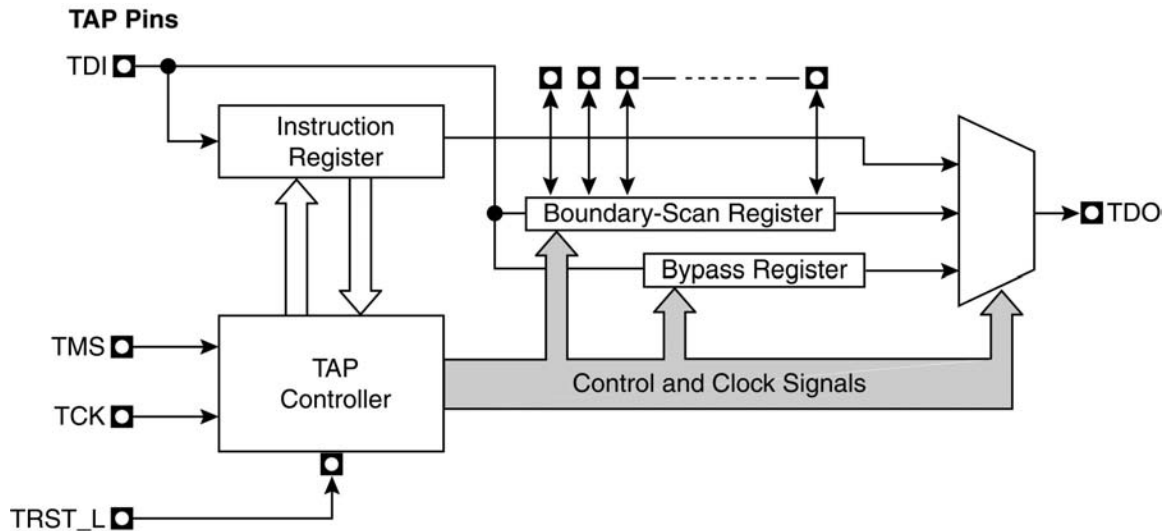 TAP Pins
TDI
Instruction
Register
Boundary-Scan Register
TDO
Bypass Register
TMS
TAP
Controller
Control and Clock Signals
TCK
TRST_L